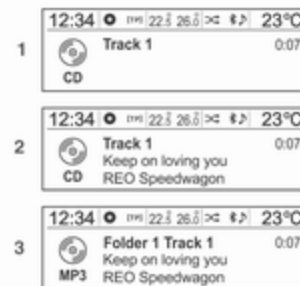 1
12:34 22.5 26.0 23°C
Track 1 0:07
CD
2
12:34 22.5 26.0 23°C
Track 1 0:07
Keep on loving you
CD REO Speedwagon
3
12:34 22.5 26.0 23°C
Folder 1 Track 1 0:07
Keep on loving you
MP3 REO Speedwagon